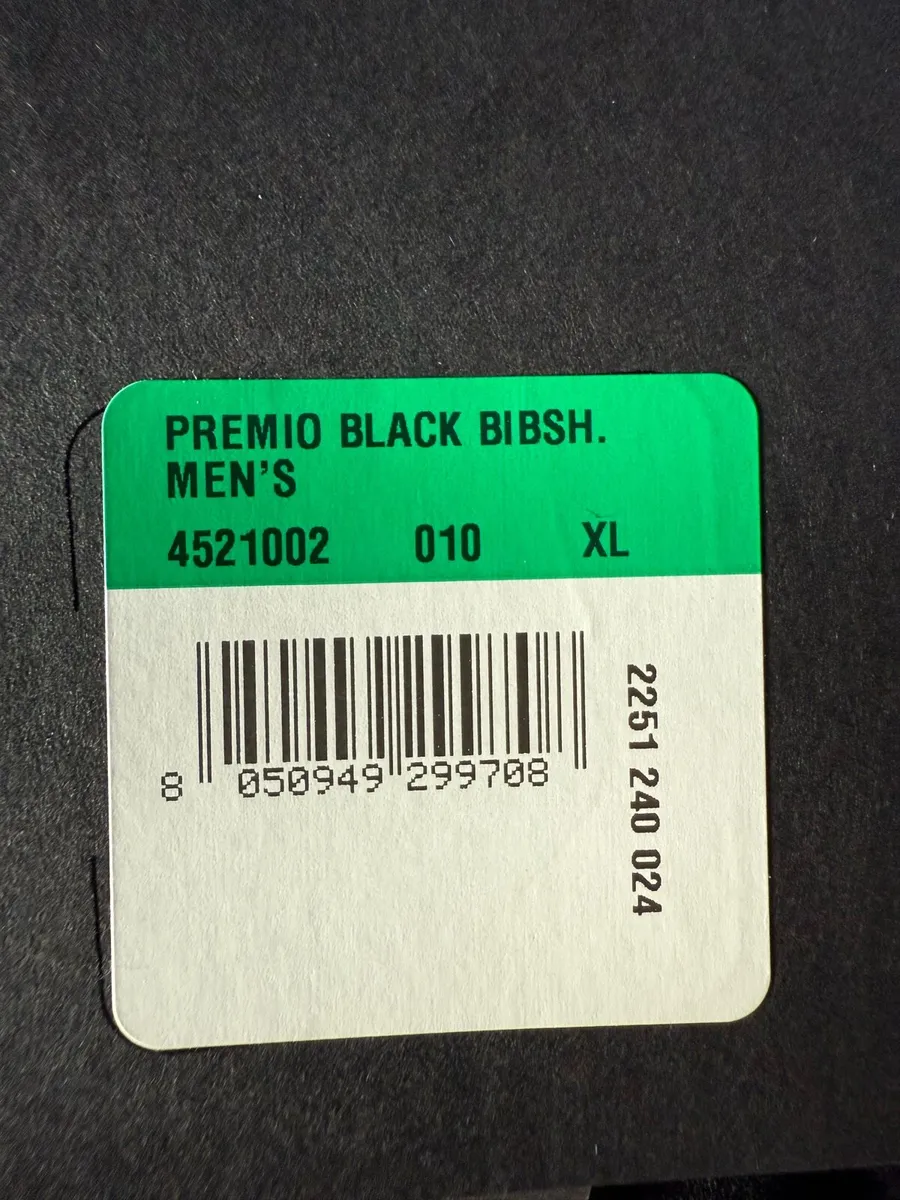 PREMIO BLACK BIBSH.
MEN'S
4521002 010 XL
8 050949 299708
2251 240 024